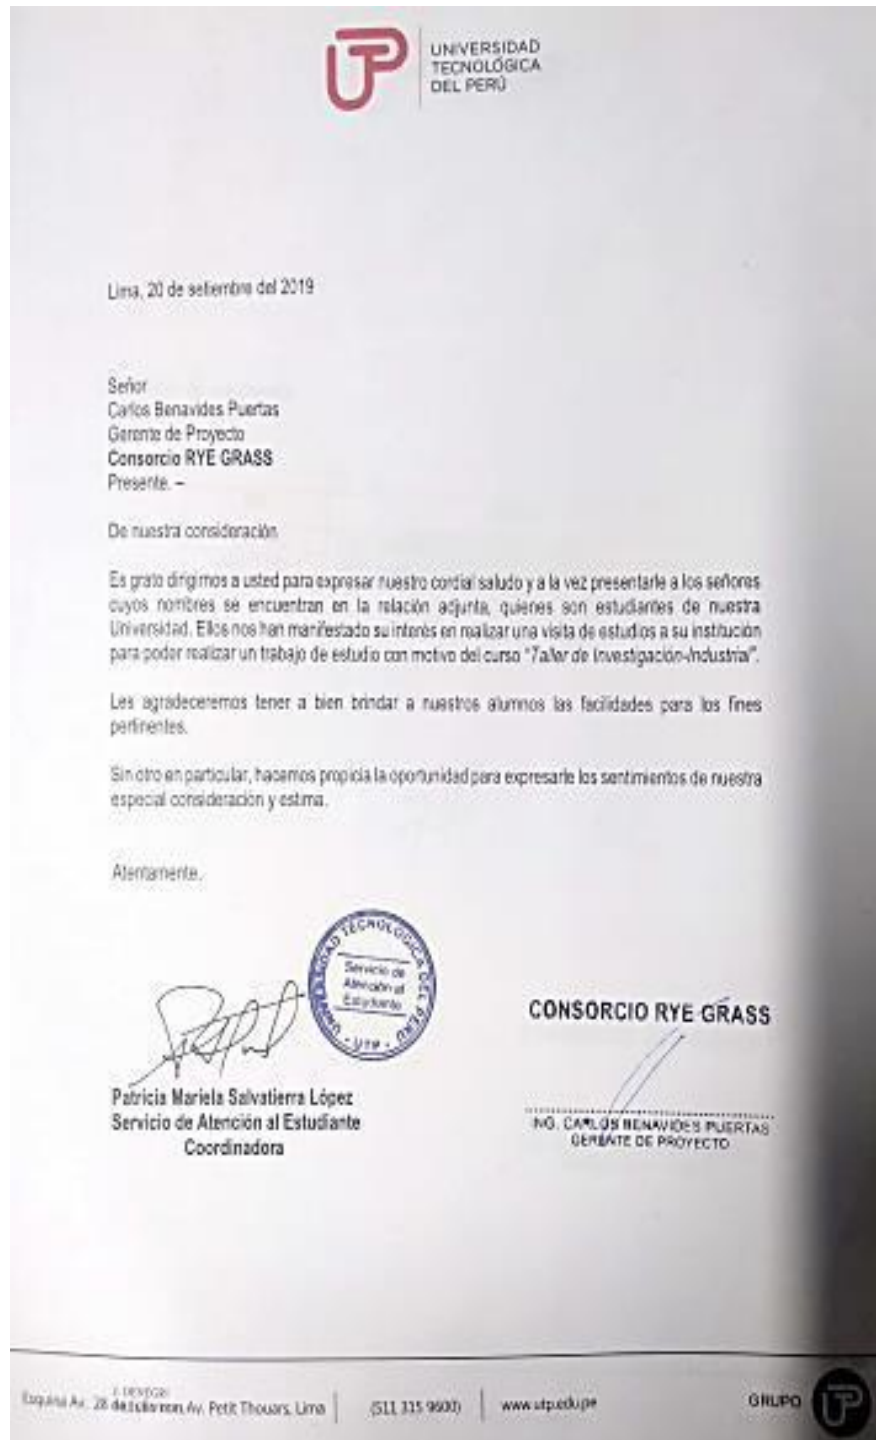 UNIVERSIDAD
TECNOLÓGICA
DEL PERÚ
Lima, 20 de setiembre del 2019
Señor
Carlos Benavides Puertas
Gerente de Proyecto
Consorcio RYE GRASS
Presente. –
De nuestra consideración
Es grato dirigirnos a usted para expresar nuestro cordial saludo y a la vez presentarle a los señores
cuyos nombres se encuentran en la relación adjunta, quienes son estudiantes de nuestra
Universidad. Ellos nos han manifestado su interés en realizar una visita de estudios a su institución
para poder realizar un trabajo de estudio con motivo del curso "Taller de Investigación-Industrial".
Les agradeceremos tener a bien brindar a nuestros alumnos las facilidades para los fines
pertinentes.
Sin otro en particular, hacemos propicia la oportunidad para expresarle los sentimientos de nuestra
especial consideración y estima.
Atentamente.
UNIVERSIDAD TECNOLOGICA DEL PERU
Servicio de
Atención al
Estudiante
- UTP -
Patricia Mariela Salvatierra López
Servicio de Atención al Estudiante
Coordinadora
CONSORCIO RYE GRASS
ING. CARLOS BENAVIDES PUERTAS
GERENTE DE PROYECTO
Esquina Av. 28 de Julio con Av. Petit Thouars, Lima
(511 315 9600)
www.utp.edu.pe
GRUPO UTP